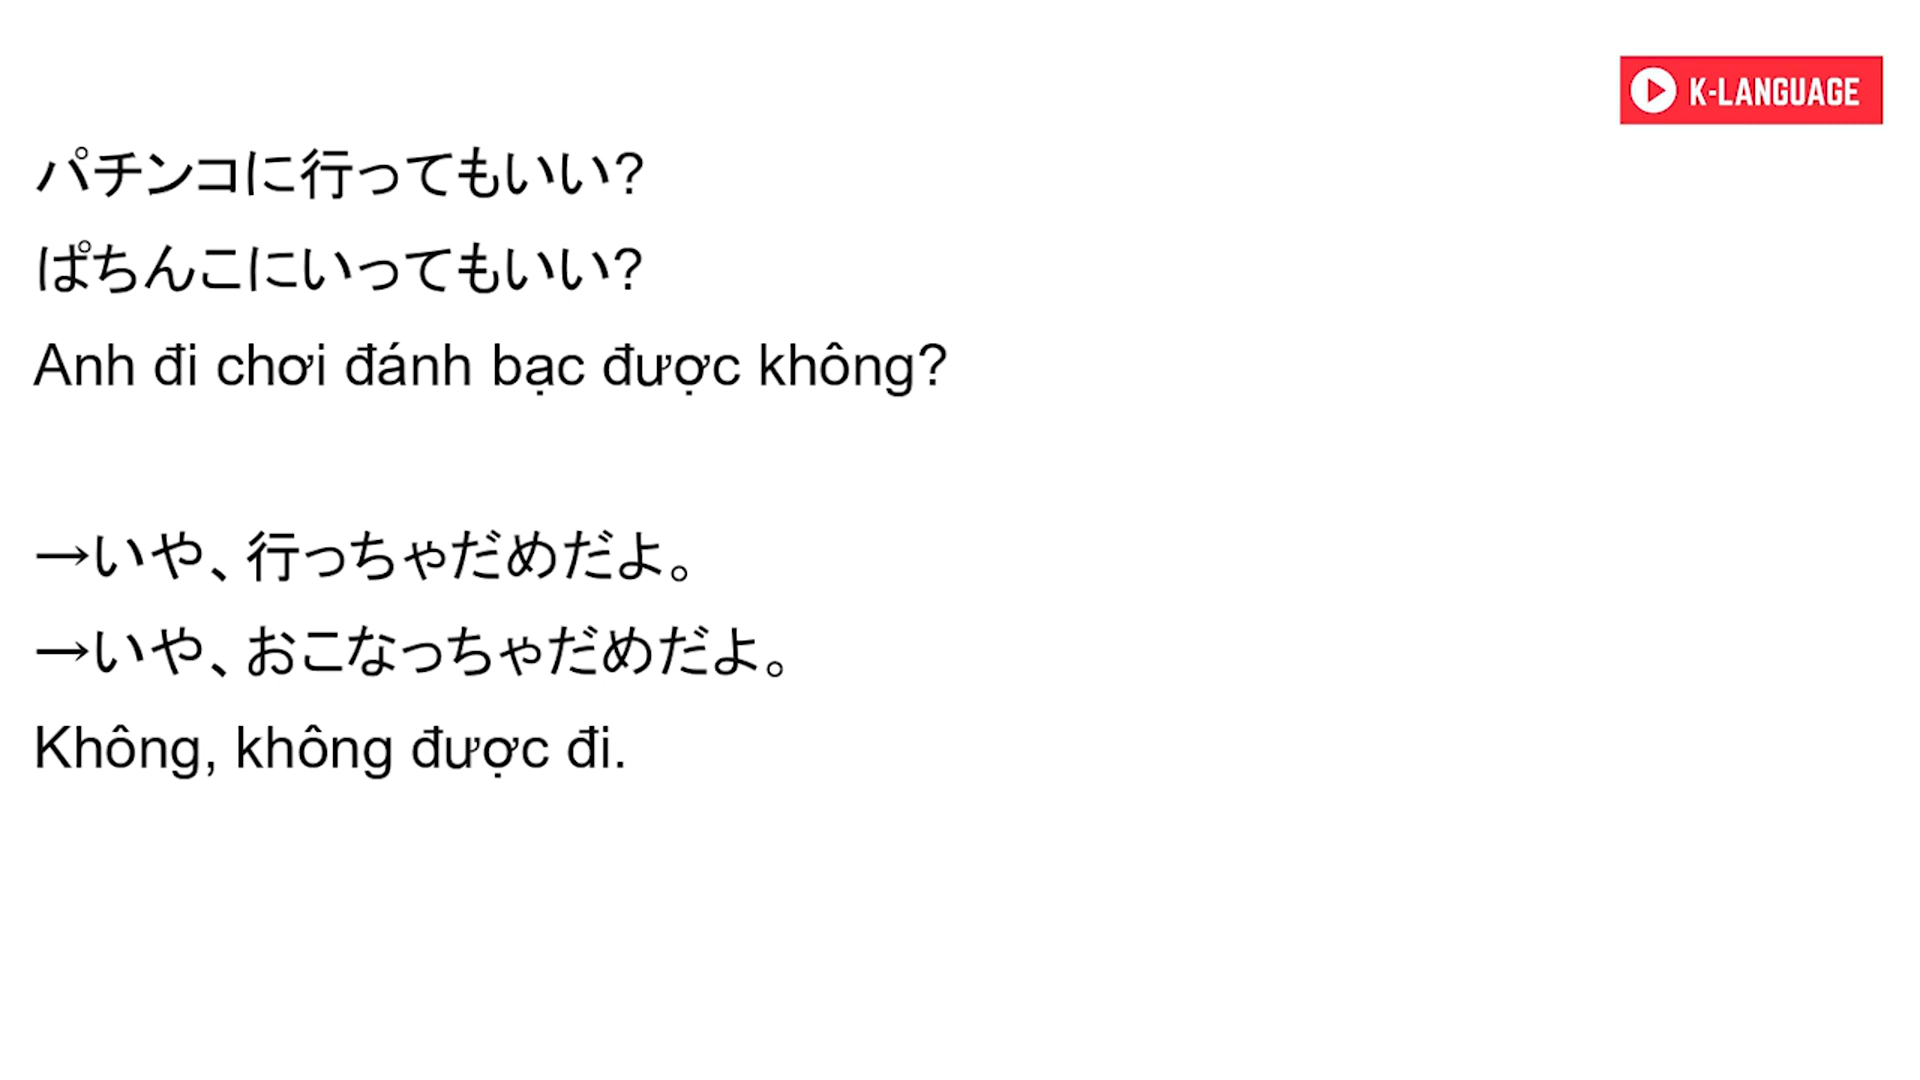 K-LANGUAGE
パチンコに行ってもいい?
ぱちんこにいってもいい?
Anh đi chơi đánh bạc được không?
→いや、行っちゃだめだよ。
→いや、おこなっちゃだめだよ。
Không, không được đi.